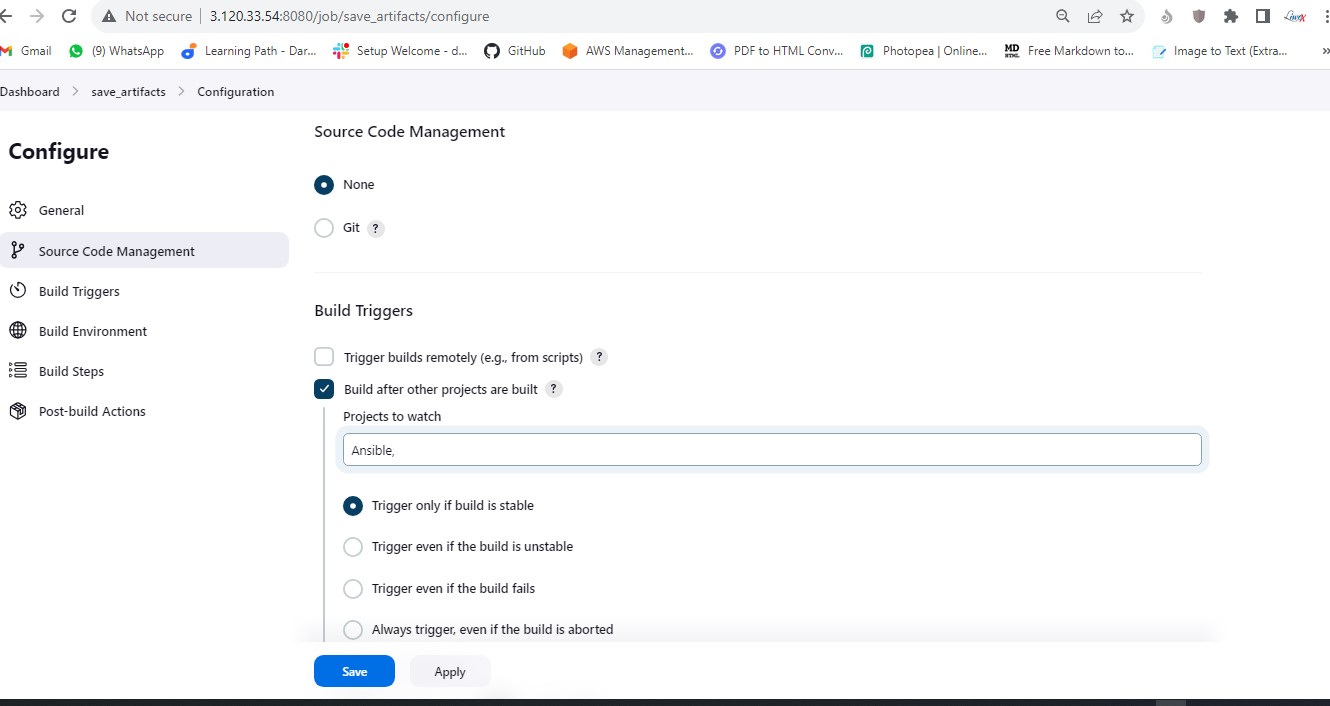 Not secure 3.120.33.54:8080/job/save_artifacts/configure
Gmail (9) WhatsApp Learning Path - Dar... Setup Welcome - d... GitHub AWS Management... PDF to HTML Conv... Photopea | Online... MD HTML Free Markdown to... Image to Text (Extra... »
Dashboard > save_artifacts > Configuration
Configure
General
Source Code Management
Build Triggers
Build Environment
Build Steps
Post-build Actions
Source Code Management
None
Git ?
Build Triggers
Trigger builds remotely (e.g., from scripts) ?
Build after other projects are built ?
Projects to watch
Ansible,
Trigger only if build is stable
Trigger even if the build is unstable
Trigger even if the build fails
Always trigger, even if the build is aborted
Save Apply